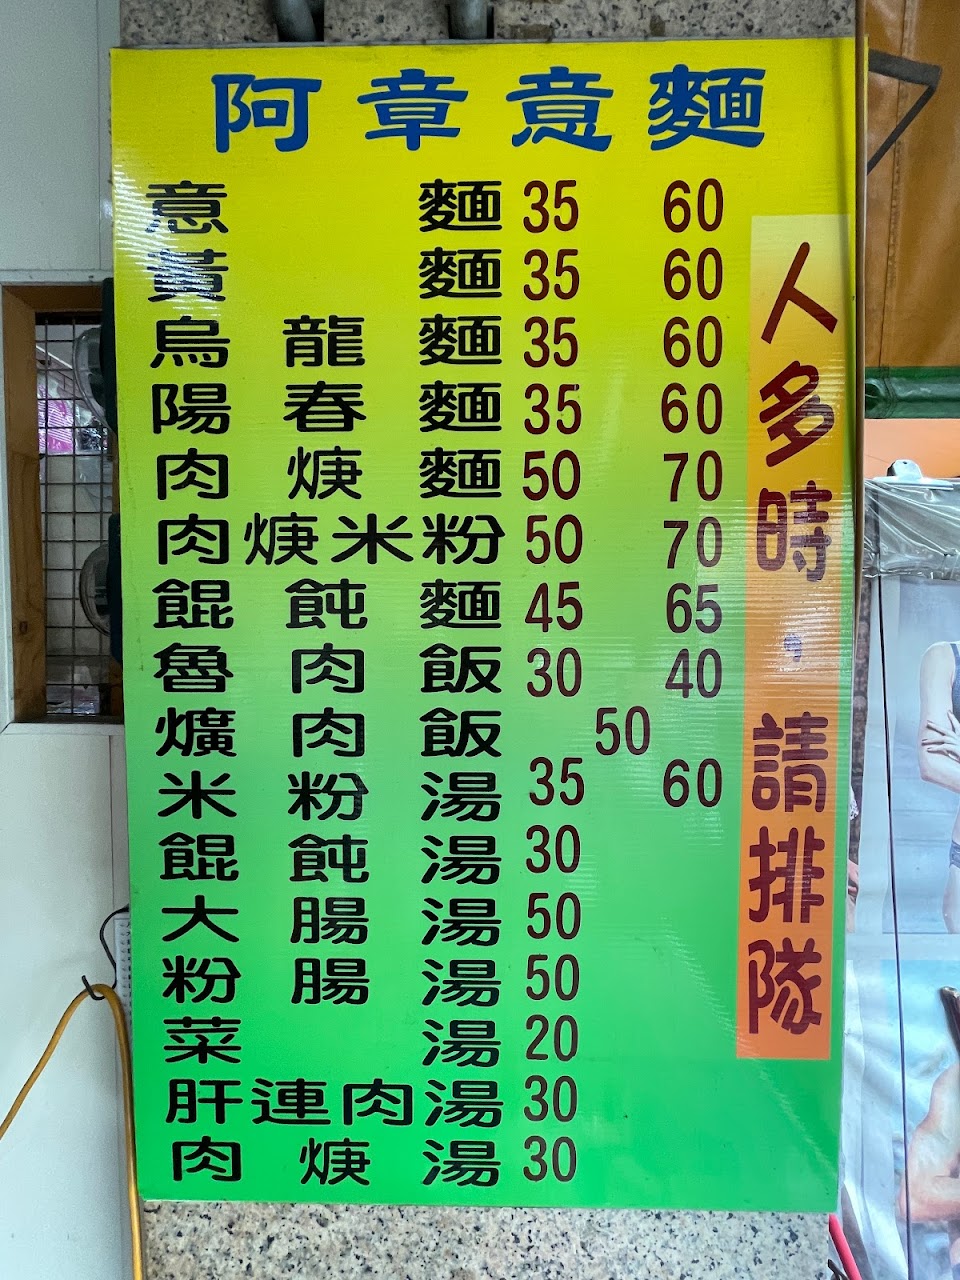 阿章意麵
意麵 35 60
黃麵 35 60
烏龍麵 35 60
陽春麵 35 60
肉焿麵 50 70
肉焿米粉 50 70
餛飩麵 45 65
魯肉飯 30 40
爌肉飯 50
米粉湯 35 60
餛飩湯 30
大腸湯 50
粉腸湯 50
菜湯 20
肝連肉湯 30
肉焿湯 30
人多時，請排隊